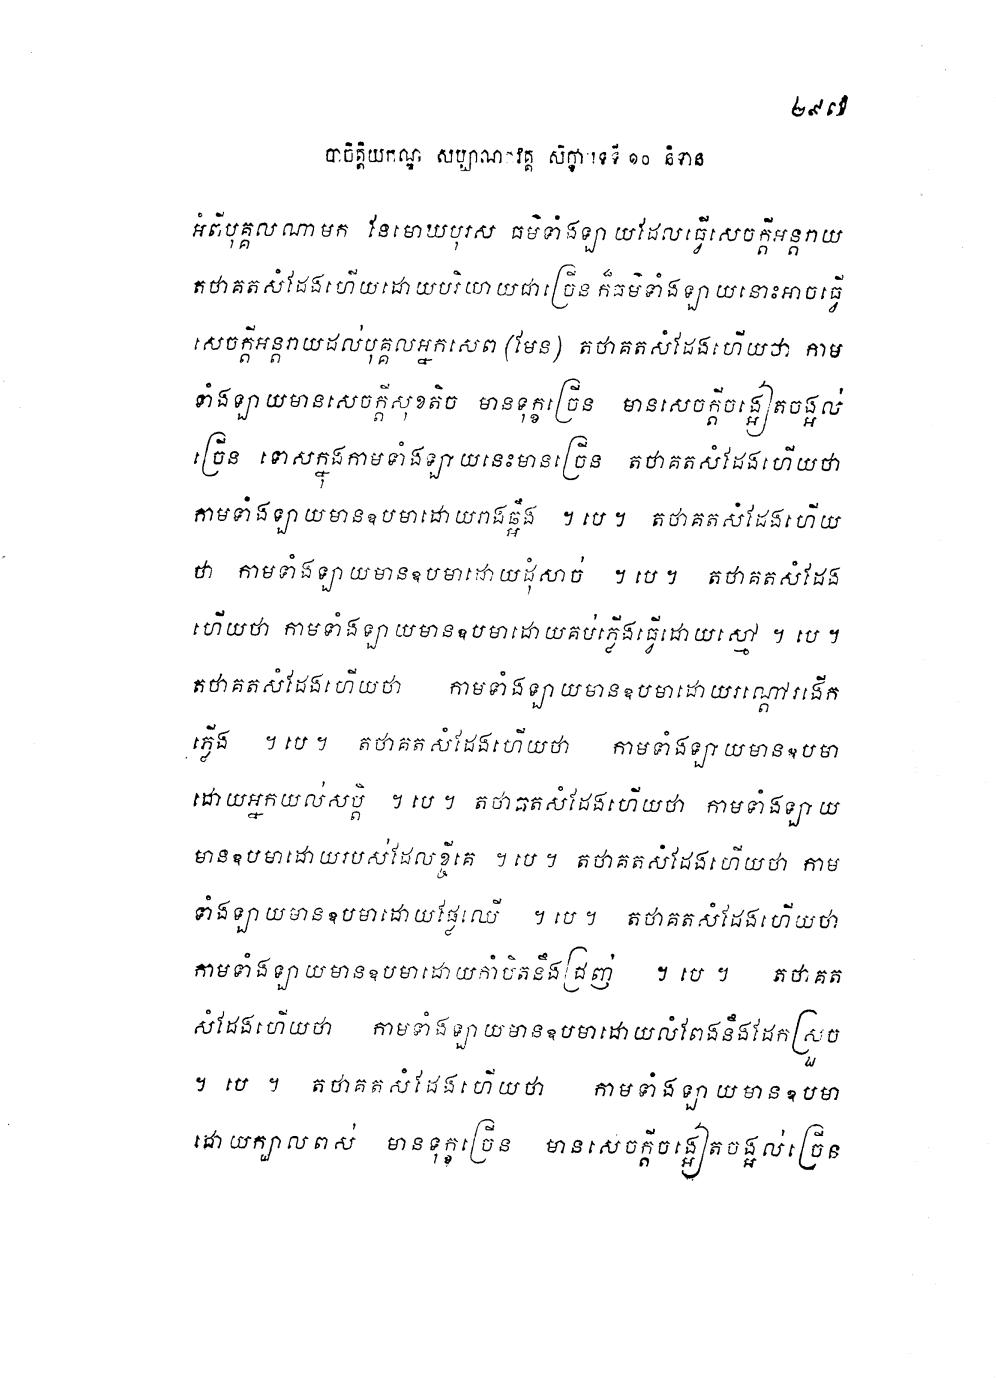 ២៩៧
បាចិត្តិយកណ្ឌ សប្បាណកវគ្គ សិក្ខាបទទី ១០ និទាន
អំពីបុគ្គលណាមក នែមោឃបុរស ធម៌ទាំងឡាយដែលធ្វើសេចក្តីអន្តរាយ
តថាគតសំដែងហើយដោយបរិយាយជាច្រើន ក៏ធម៌ទាំងឡាយនោះអាចធ្វើ
សេចក្តីអន្តរាយដល់បុគ្គលអ្នកសេព (មែន) តថាគតសំដែងហើយថា កាម
ទាំងឡាយមានសេចក្តីសុខតិច មានទុក្ខច្រើន មានសេចក្តីចង្អៀតចង្អល់
ច្រើន ទោសក្នុងកាមទាំងឡាយនេះមានច្រើន តថាគតសំដែងហើយថា
កាមទាំងឡាយមានឧបមាដោយរាងឆ្អឹង ។ បេ ។ តថាគតសំដែងហើយ
ថា កាមទាំងឡាយមានឧបមាដោយដុំសាច់ ។ បេ ។ តថាគតសំដែង
ហើយថា កាមទាំងឡាយមានឧបមាដោយគប់ភ្លើងធ្វើដោយស្មៅ ។ បេ ។
តថាគតសំដែងហើយថា កាមទាំងឡាយមានឧបមាដោយរណ្តៅរងើក
ភ្លើង ។ បេ ។ តថាគតសំដែងហើយថា កាមទាំងឡាយមានឧបមា
ដោយអ្នកយល់សប្តិ ។ បេ ។ តថាគតសំដែងហើយថា កាមទាំងឡាយ
មានឧបមាដោយរបស់ដែលខ្ចីគេ ។ បេ ។ តថាគតសំដែងហើយថា កាម
ទាំងឡាយមានឧបមាដោយផ្លែឈើ ។ បេ ។ តថាគតសំដែងហើយថា
កាមទាំងឡាយមានឧបមាដោយកាំបិតនឹងជ្រែញ់ ។ បេ ។ តថាគត
សំដែងហើយថា កាមទាំងឡាយមានឧបមាដោយលំពែងនឹងដែកស្រួច
។ បេ ។ តថាគតសំដែងហើយថា កាមទាំងឡាយមានឧបមា
ដោយក្បាលពស់ មានទុក្ខច្រើន មានសេចក្តីចង្អៀតចង្អល់ច្រើន